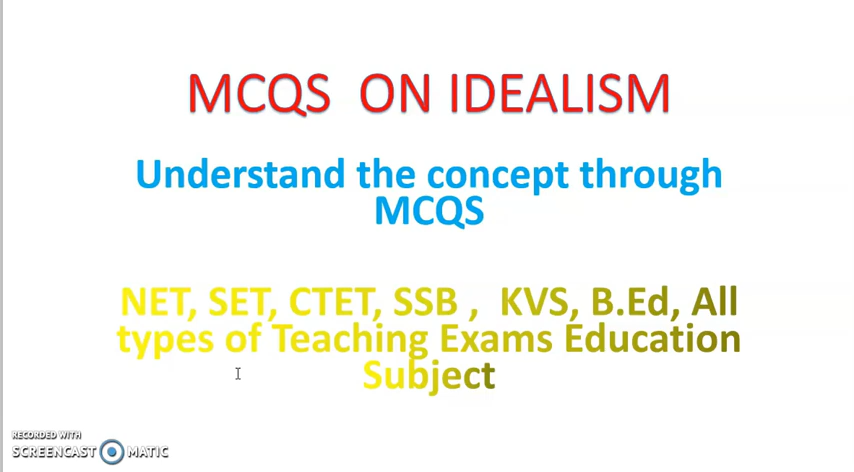 MCQS ON IDEALISM
Understand the concept through
MCQS
NET, SET, CTET, SSB , KVS, B.Ed, All
types of Teaching Exams Education
Subject
RECORDED WITH
SCREENCAST MATIC